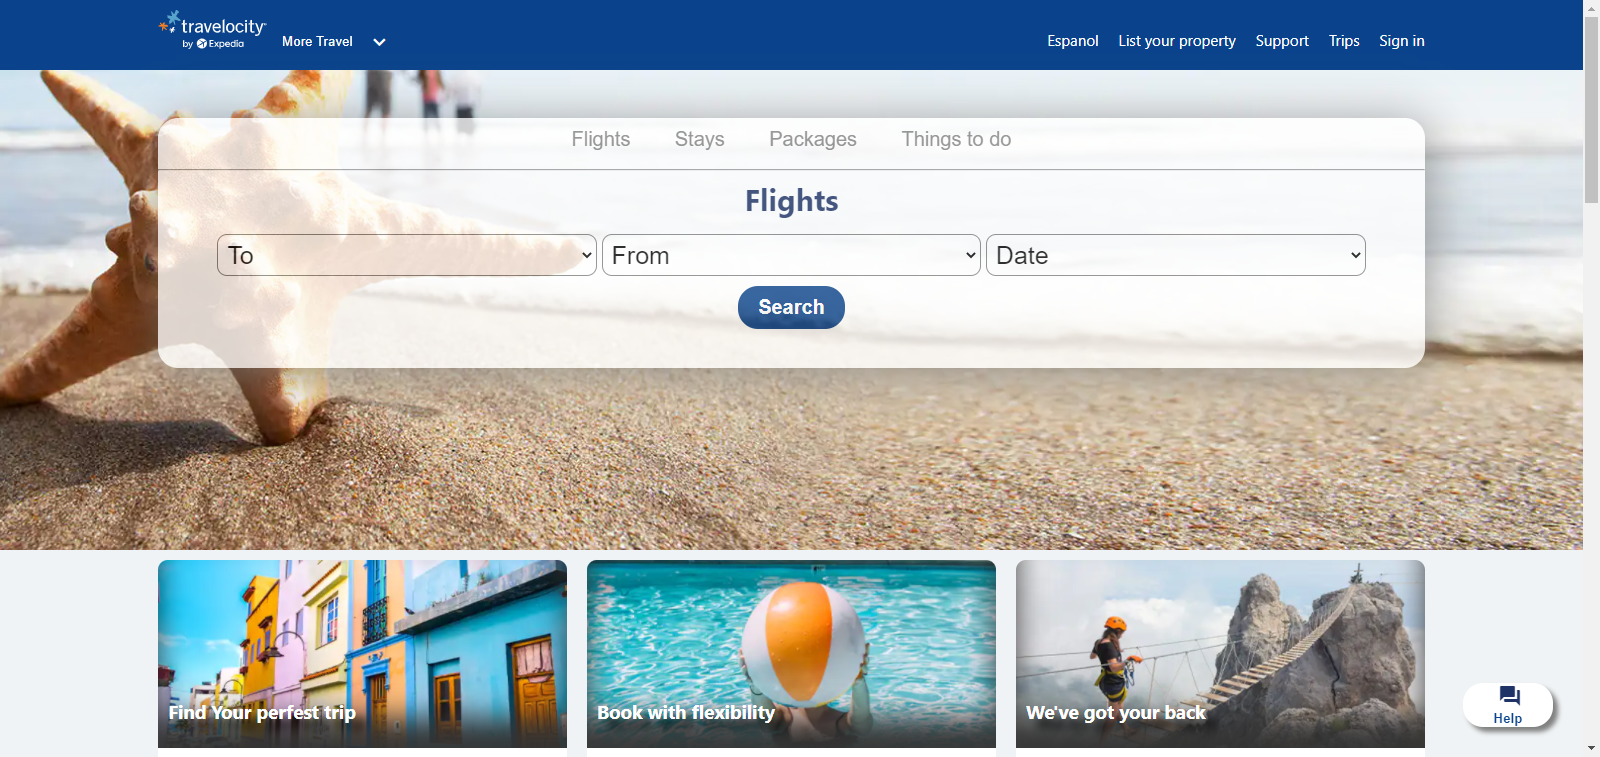 travelocity
by Expedia
More Travel
Espanol
List your property
Support
Trips
Sign in
Flights
Stays
Packages
Things to do
Flights
To
From
Date
Search
Find Your perfect trip
Book with flexibility
We've got your back
Help